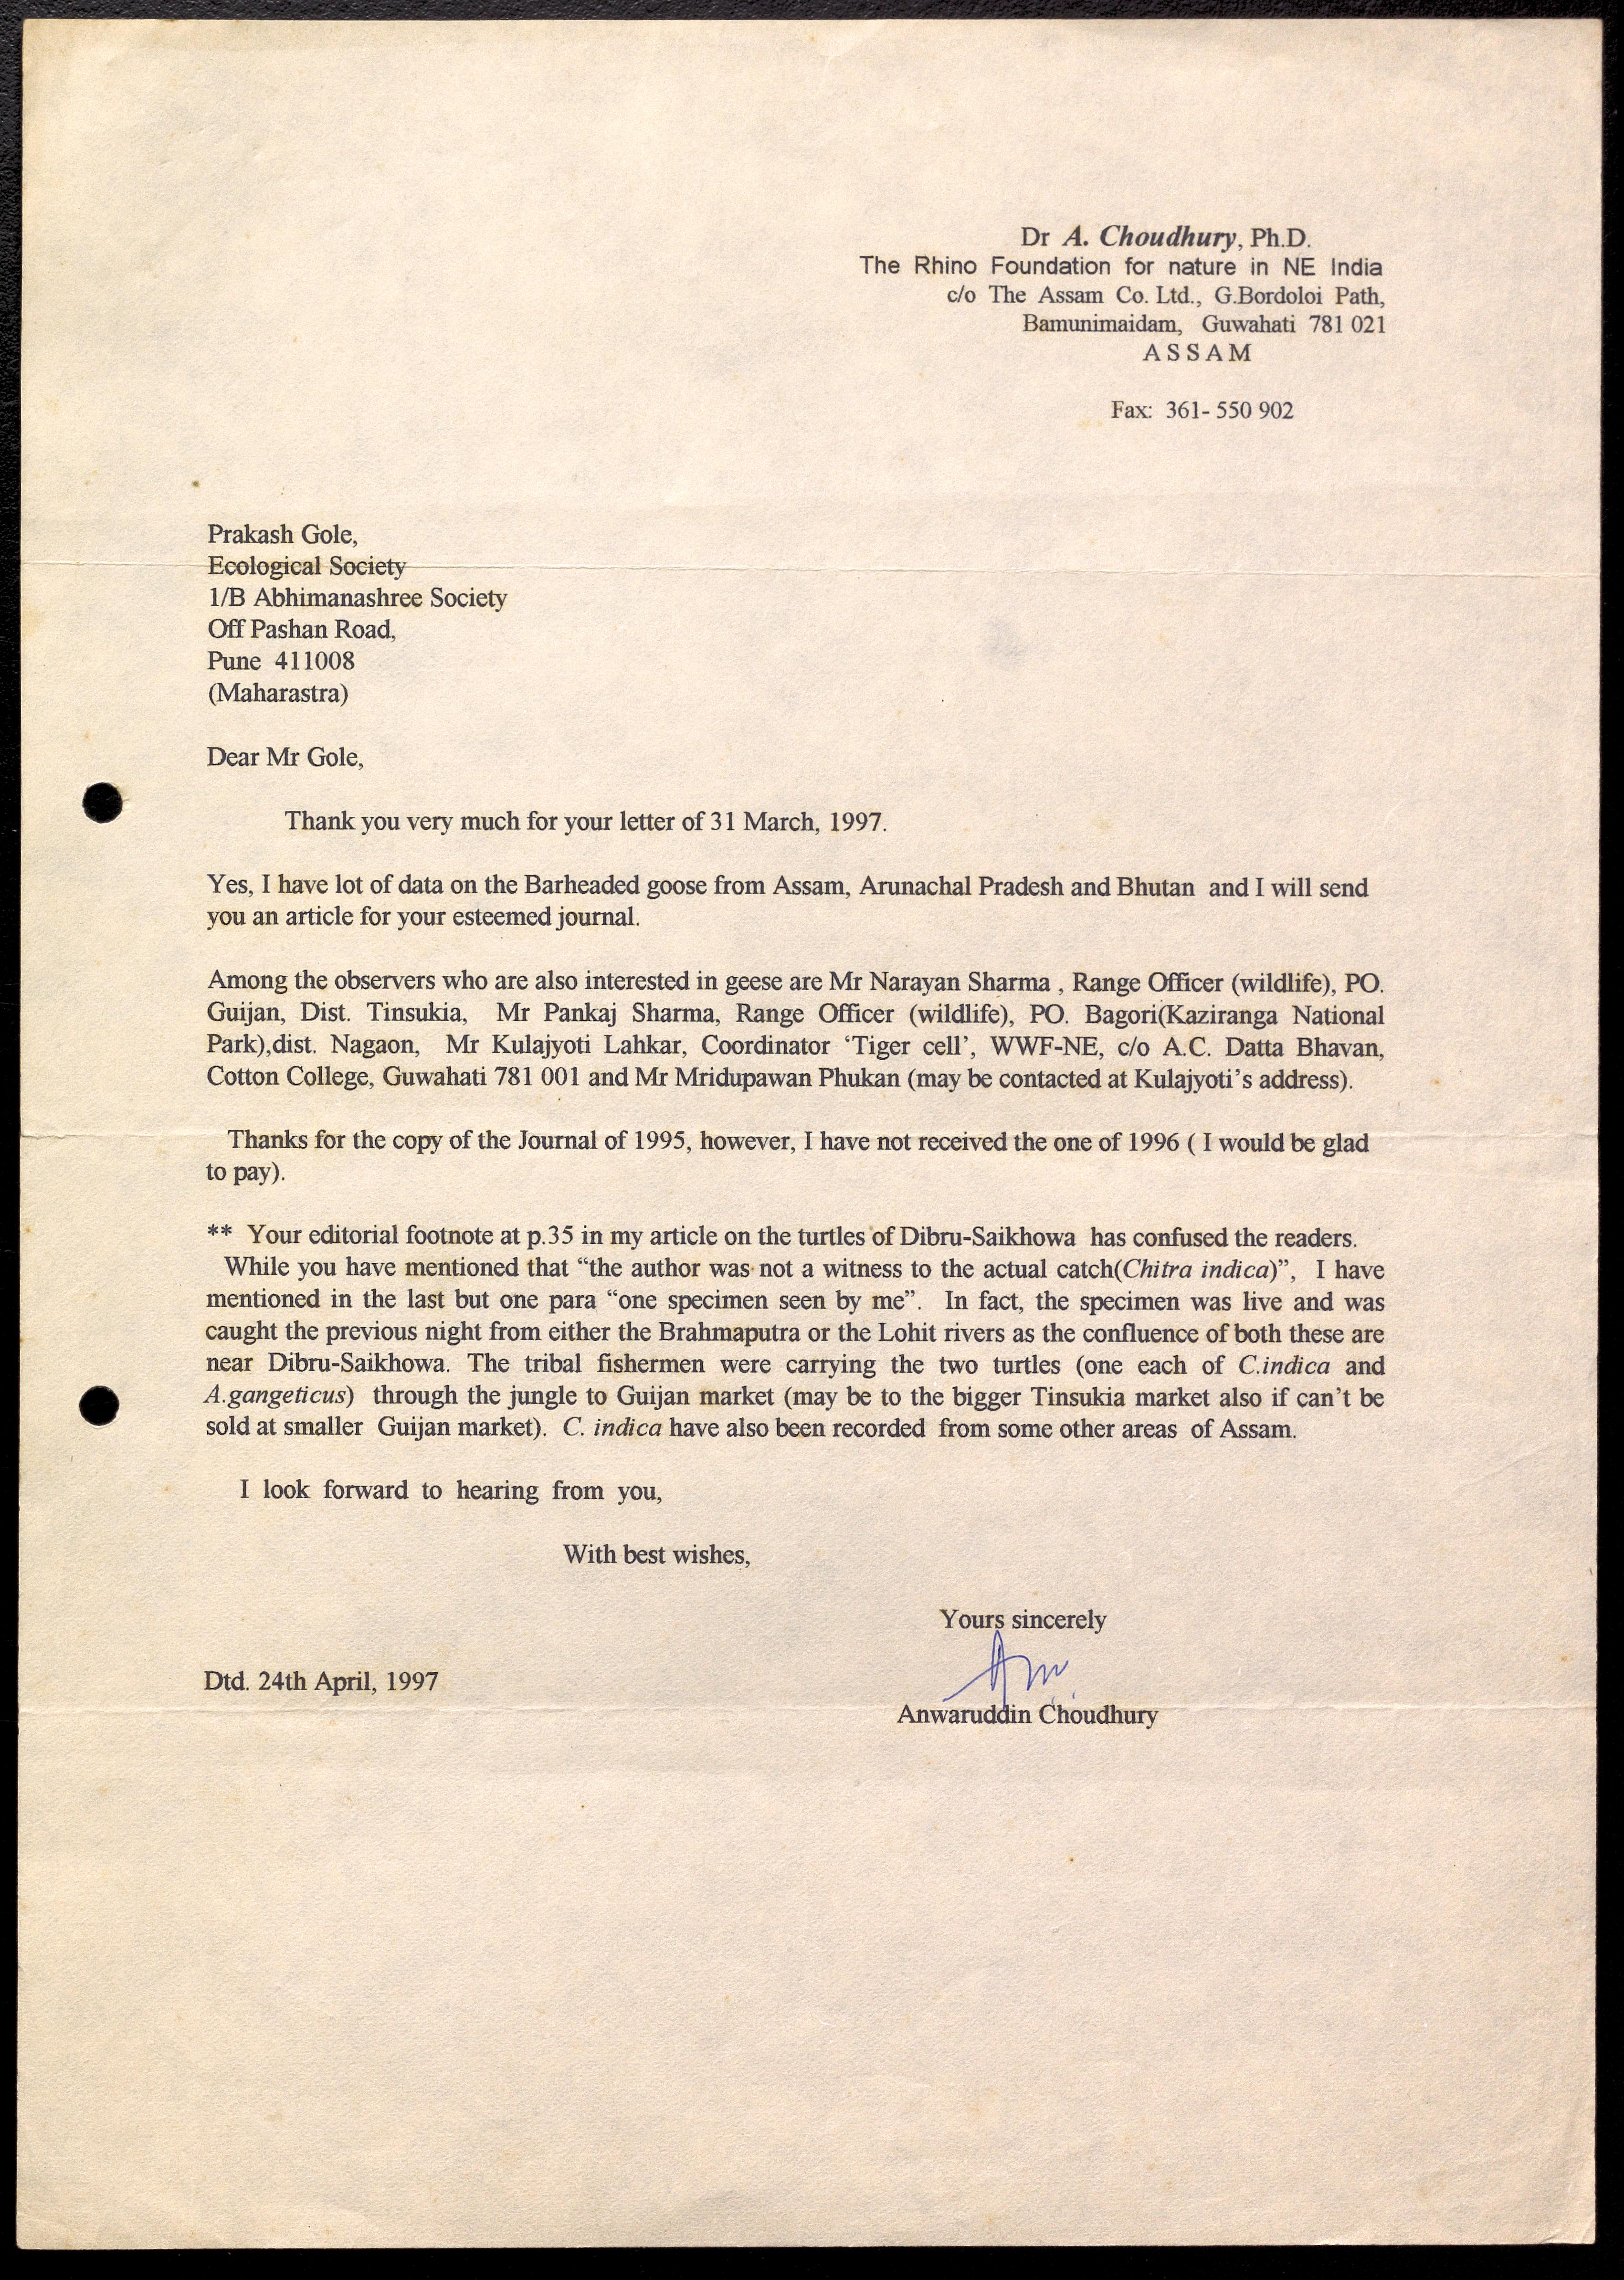 Dr A. Choudhury, Ph.D.
The Rhino Foundation for nature in NE India
c/o The Assam Co. Ltd., G.Bordoloi Path,
Bamunimaidam, Guwahati 781 021
ASSAM
Fax: 361- 550 902
Prakash Gole,
Ecological Society
1/B Abhimanashree Society
Off Pashan Road,
Pune 411008
(Maharastra)
Dear Mr Gole,
Thank you very much for your letter of 31 March, 1997.
Yes, I have lot of data on the Barheaded goose from Assam, Arunachal Pradesh and Bhutan and I will send
you an article for your esteemed journal.
Among the observers who are also interested in geese are Mr Narayan Sharma , Range Officer (wildlife), PO.
Guijan, Dist. Tinsukia, Mr Pankaj Sharma, Range Officer (wildlife), PO. Bagori(Kaziranga National
Park),dist. Nagaon, Mr Kulajyoti Lahkar, Coordinator ‘Tiger cell’, WWF-NE, c/o A.C. Datta Bhavan,
Cotton College, Guwahati 781 001 and Mr Mridupawan Phukan (may be contacted at Kulajyoti’s address).
Thanks for the copy of the Journal of 1995, however, I have not received the one of 1996 ( I would be glad
to pay).
** Your editorial footnote at p.35 in my article on the turtles of Dibru-Saikhowa has confused the readers.
While you have mentioned that “the author was not a witness to the actual catch(Chitra indica)”, I have
mentioned in the last but one para “one specimen seen by me”. In fact, the specimen was live and was
caught the previous night from either the Brahmaputra or the Lohit rivers as the confluence of both these are
near Dibru-Saikhowa. The tribal fishermen were carrying the two turtles (one each of C.indica and
A.gangeticus) through the jungle to Guijan market (may be to the bigger Tinsukia market also if can’t be
sold at smaller Guijan market). C. indica have also been recorded from some other areas of Assam.
I look forward to hearing from you,
With best wishes,
Yours sincerely
Dtd. 24th April, 1997
Anwaruddin Choudhury